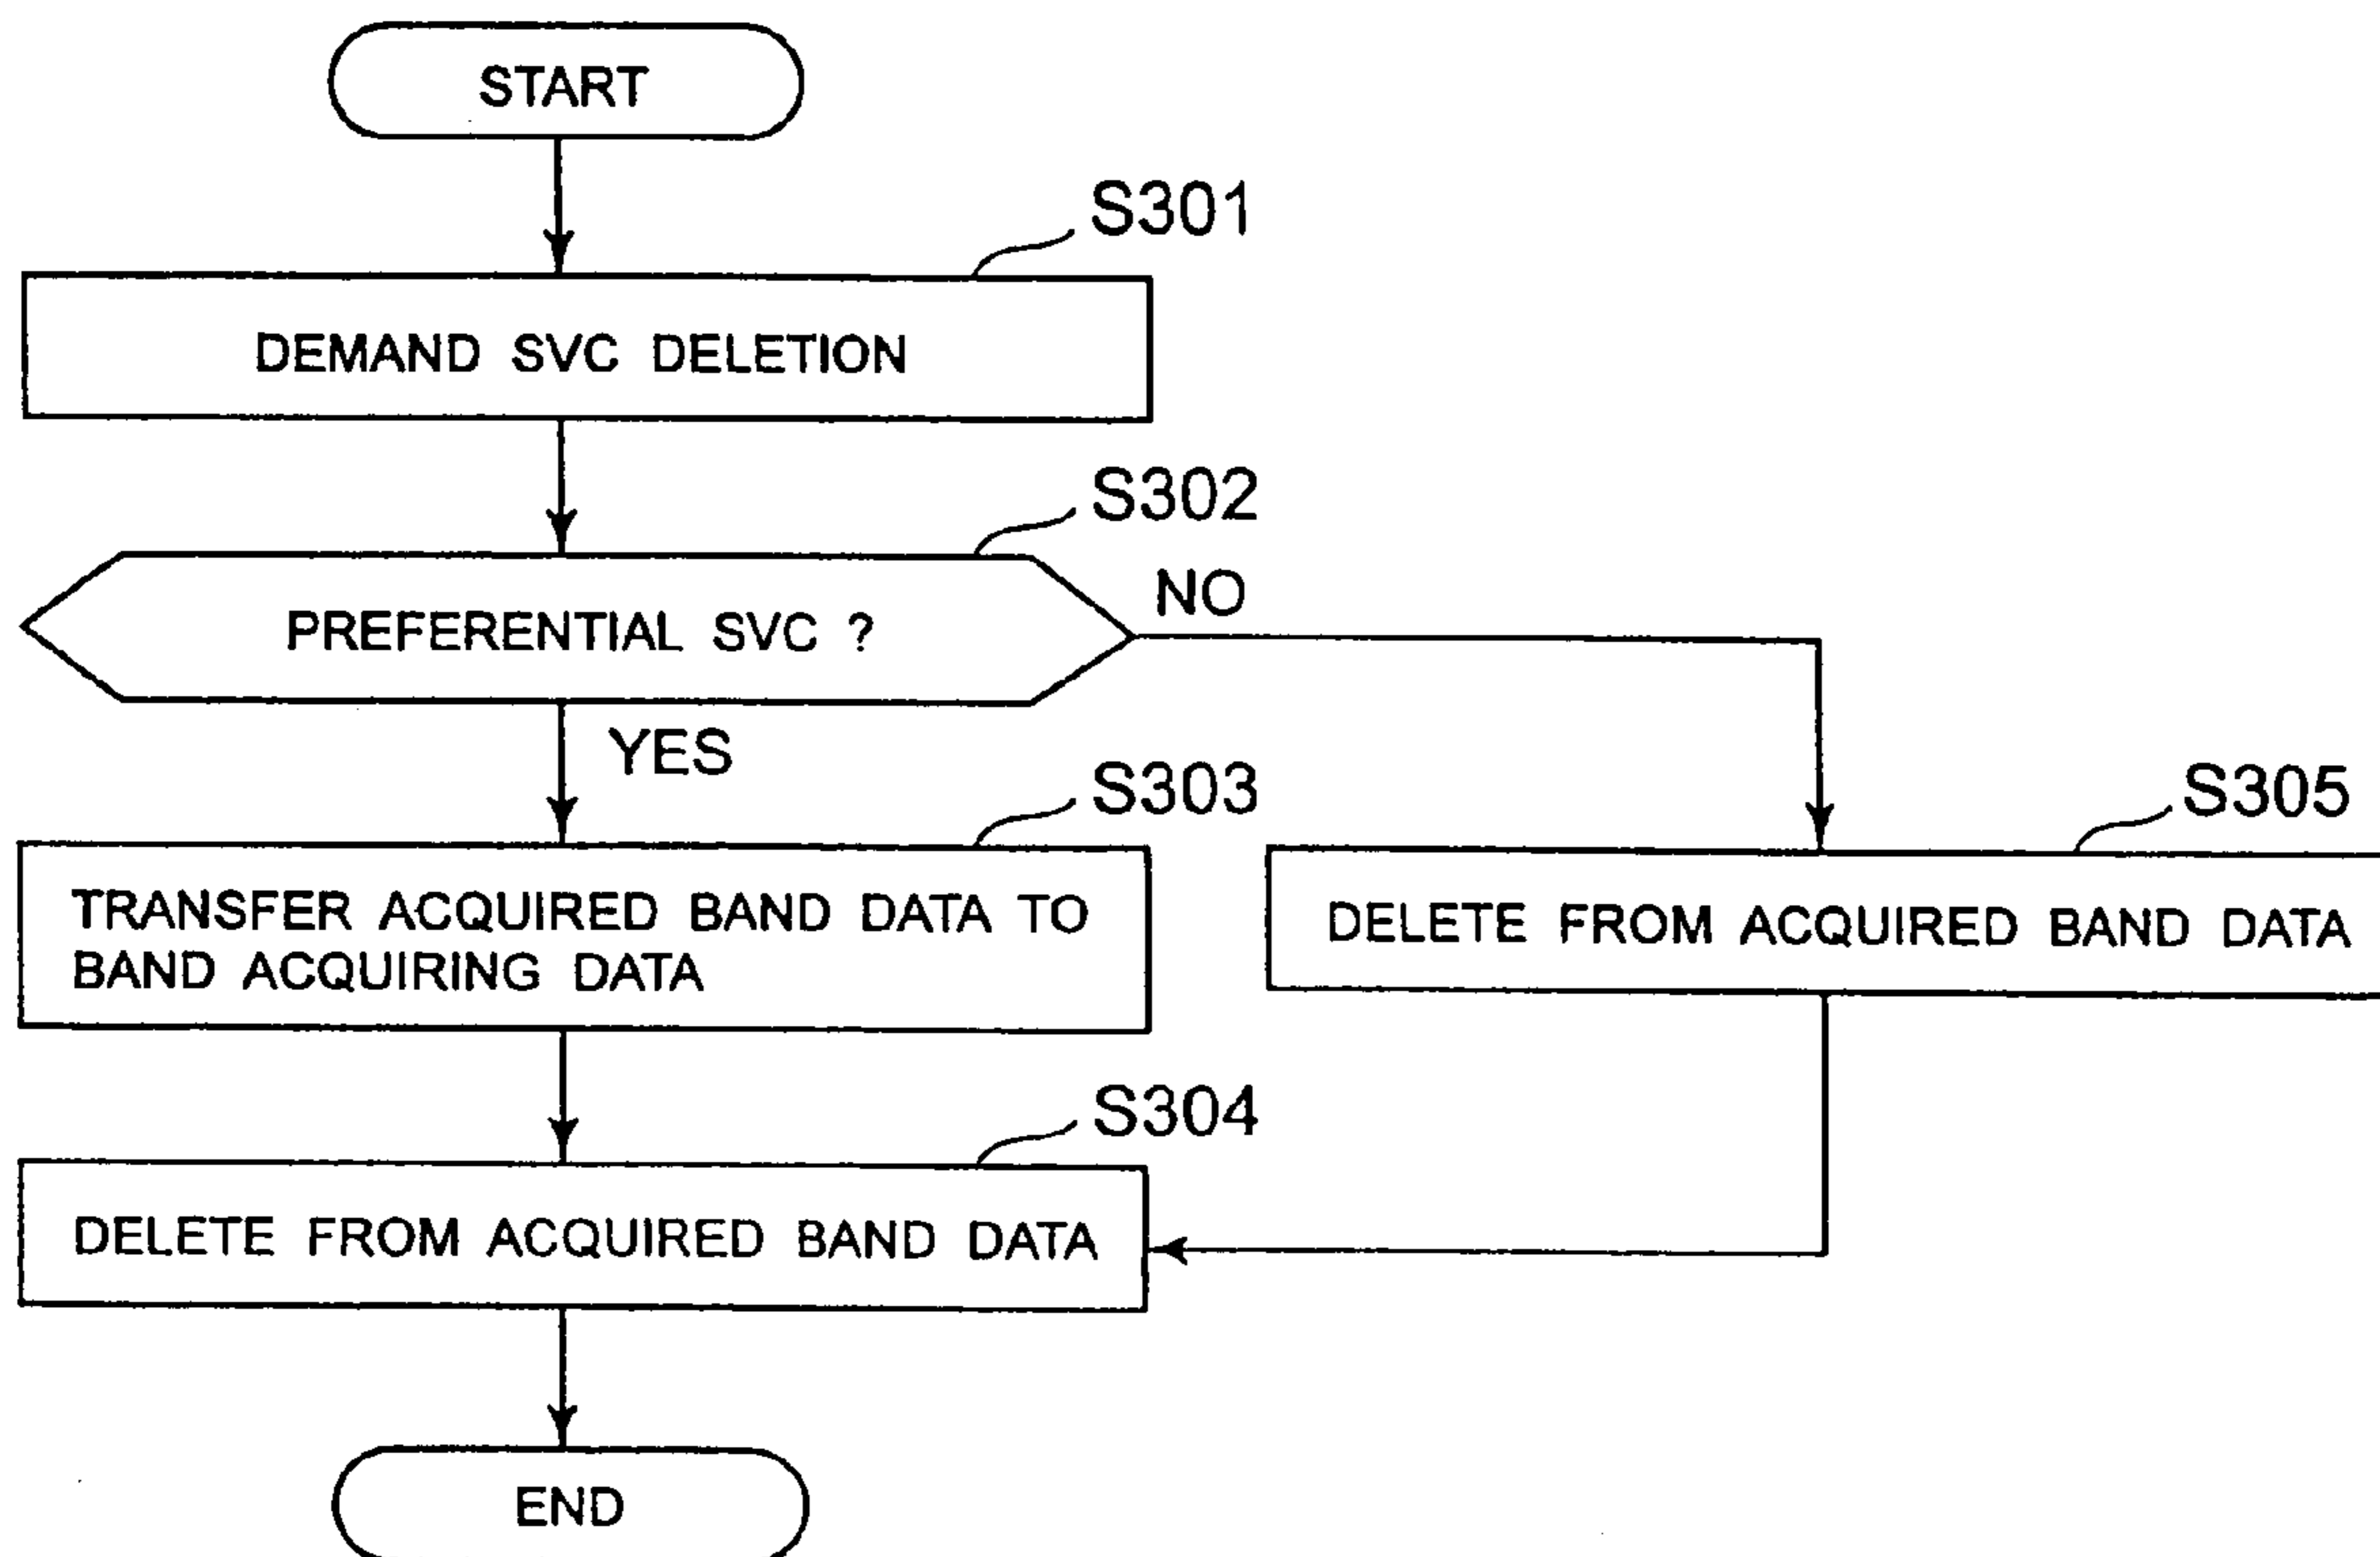 START
S301
DEMAND SVC DELETION
S302
PREFERENTIAL SVC ?
NO
YES
S303
TRANSFER ACQUIRED BAND DATA TO
BAND ACQUIRING DATA
S305
DELETE FROM ACQUIRED BAND DATA
S304
DELETE FROM ACQUIRED BAND DATA
END